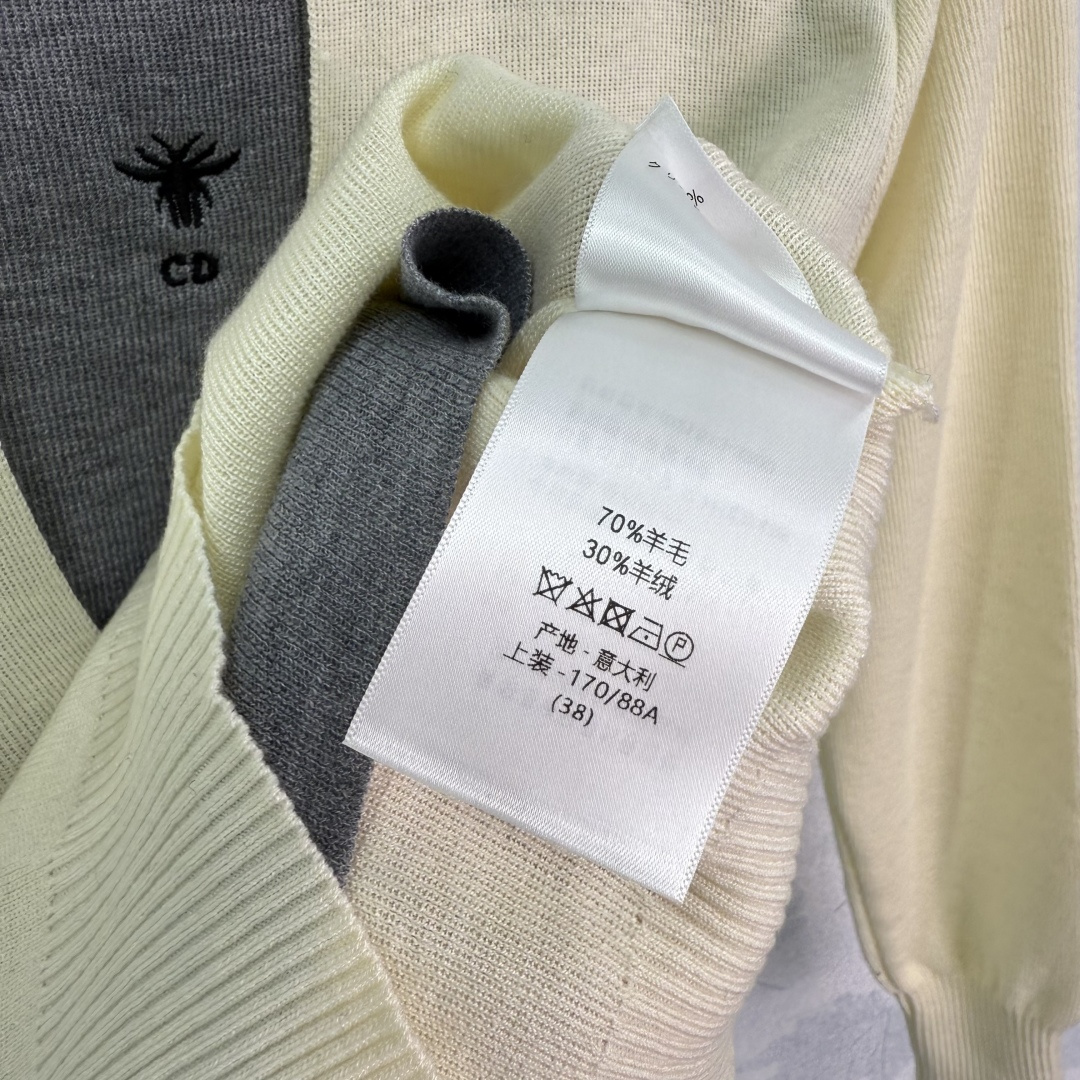 CD
%
70%羊毛
30%羊绒
P
产地 - 意大利
上装 -170/88A
(38)